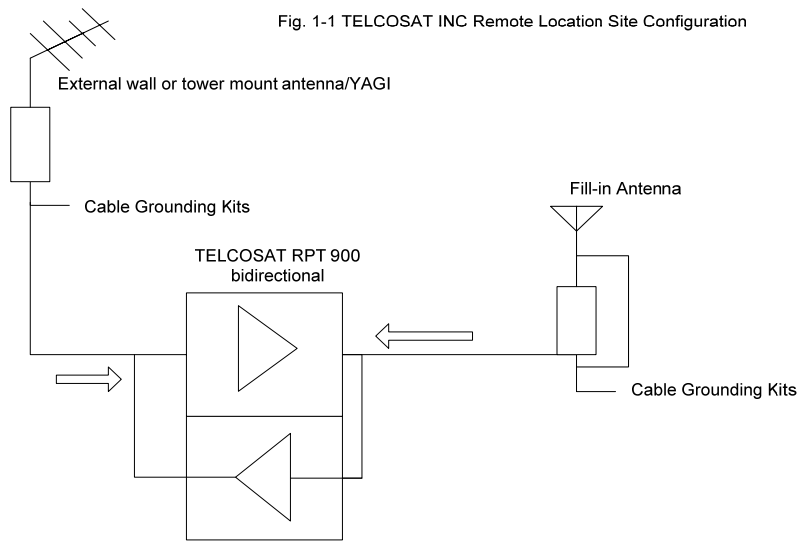 Fig. 1-1 TELCOSAT INC Remote Location Site Configuration
External wall or tower mount antenna/YAGI
Cable Grounding Kits
Fill-in Antenna
TELCOSAT RPT 900
bidirectional
Cable Grounding Kits